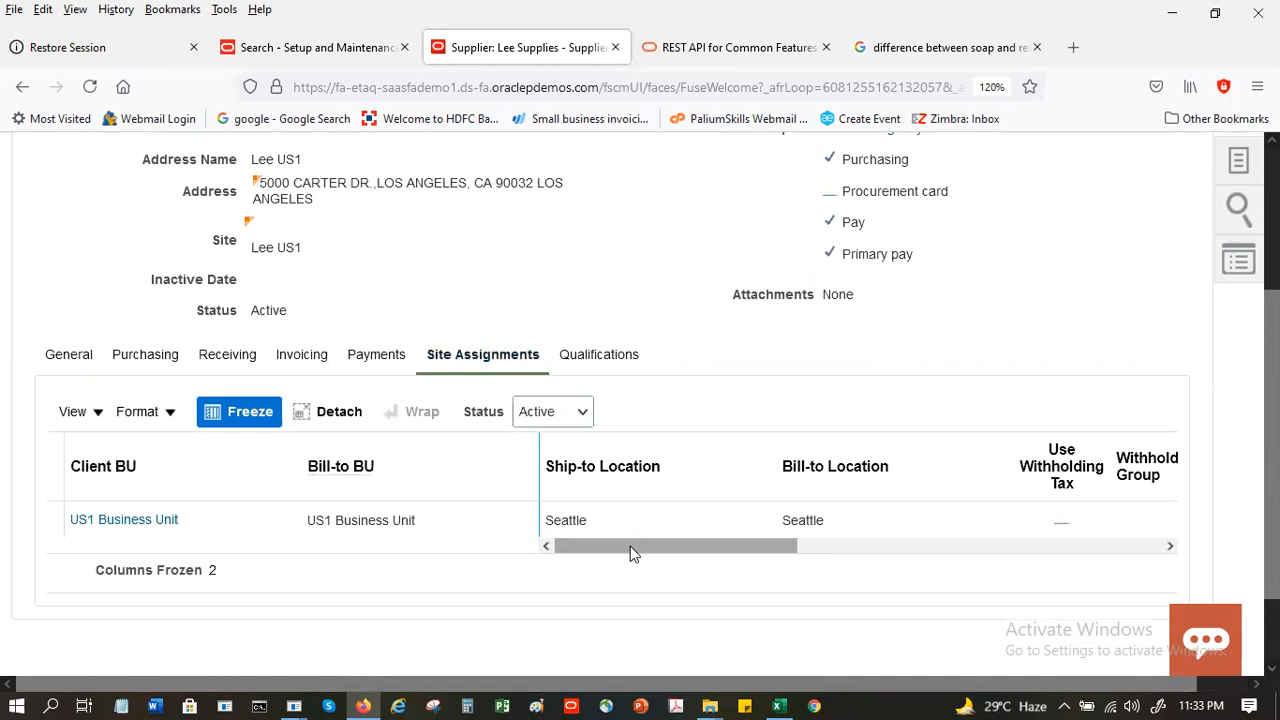 File Edit View History Bookmarks Tools Help
Restore Session × Search - Setup and Maintenance × Supplier: Lee Supplies - Supplie × REST API for Common Features × difference between soap and re ×
https://fa-etaq-saasfademo1.ds-fa.oraclepdemos.com/fscmUI/faces/FuseWelcome?_afrLoop=608125516213205 7&_a 120%
Most Visited Webmail Login google - Google Search Welcome to HDFC Ba... Small business invoici... PaliumSkills Webmail ... Create Event Zimbra: Inbox Other Bookmarks
Address Name Lee US1
Purchasing
Address 5000 CARTER DR.,LOS ANGELES, CA 90032 LOS
ANGELES
Procurement card
Pay
Site
Lee US1
Primary pay
Inactive Date
Attachments None
Status Active
General Purchasing Receiving Invoicing Payments Site Assignments Qualifications
View Format Freeze Detach Wrap Status Active
Client BU Bill-to BU Ship-to Location Bill-to Location Use
Withholding
Tax Withhold
Group
US1 Business Unit US1 Business Unit Seattle Seattle
Columns Frozen 2
Activate Windows
Go to Settings to activate Windows.
29°C Haze 11:33 PM